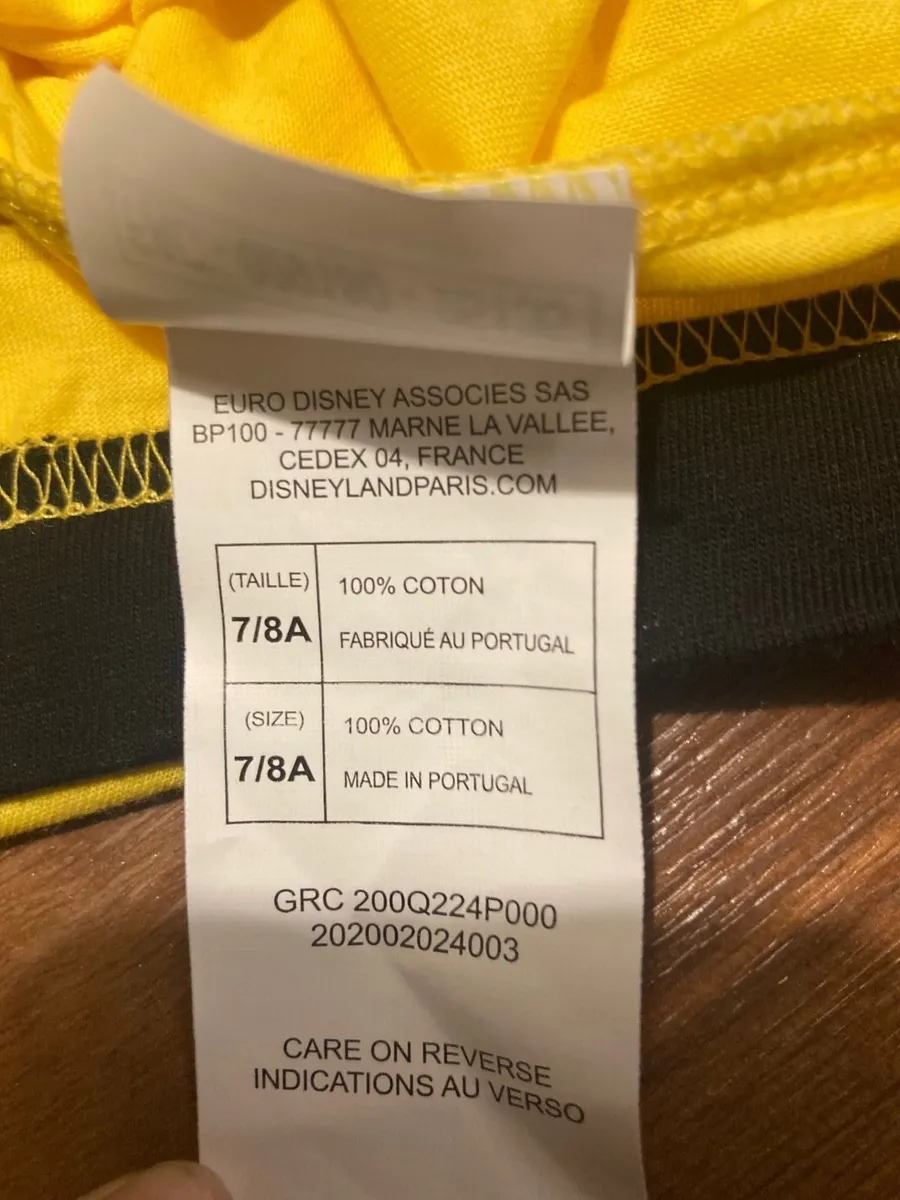 EURO DISNEY ASSOCIES SAS
BP100 - 77777 MARNE LA VALLEE,
CEDEX 04, FRANCE
DISNEYLANDPARIS.COM
(TAILLE)
7/8A
100% COTON
FABRIQUÉ AU PORTUGAL
(SIZE)
7/8A
100% COTTON
MADE IN PORTUGAL
GRC 200Q224P000
202002024003
CARE ON REVERSE
INDICATIONS AU VERSO